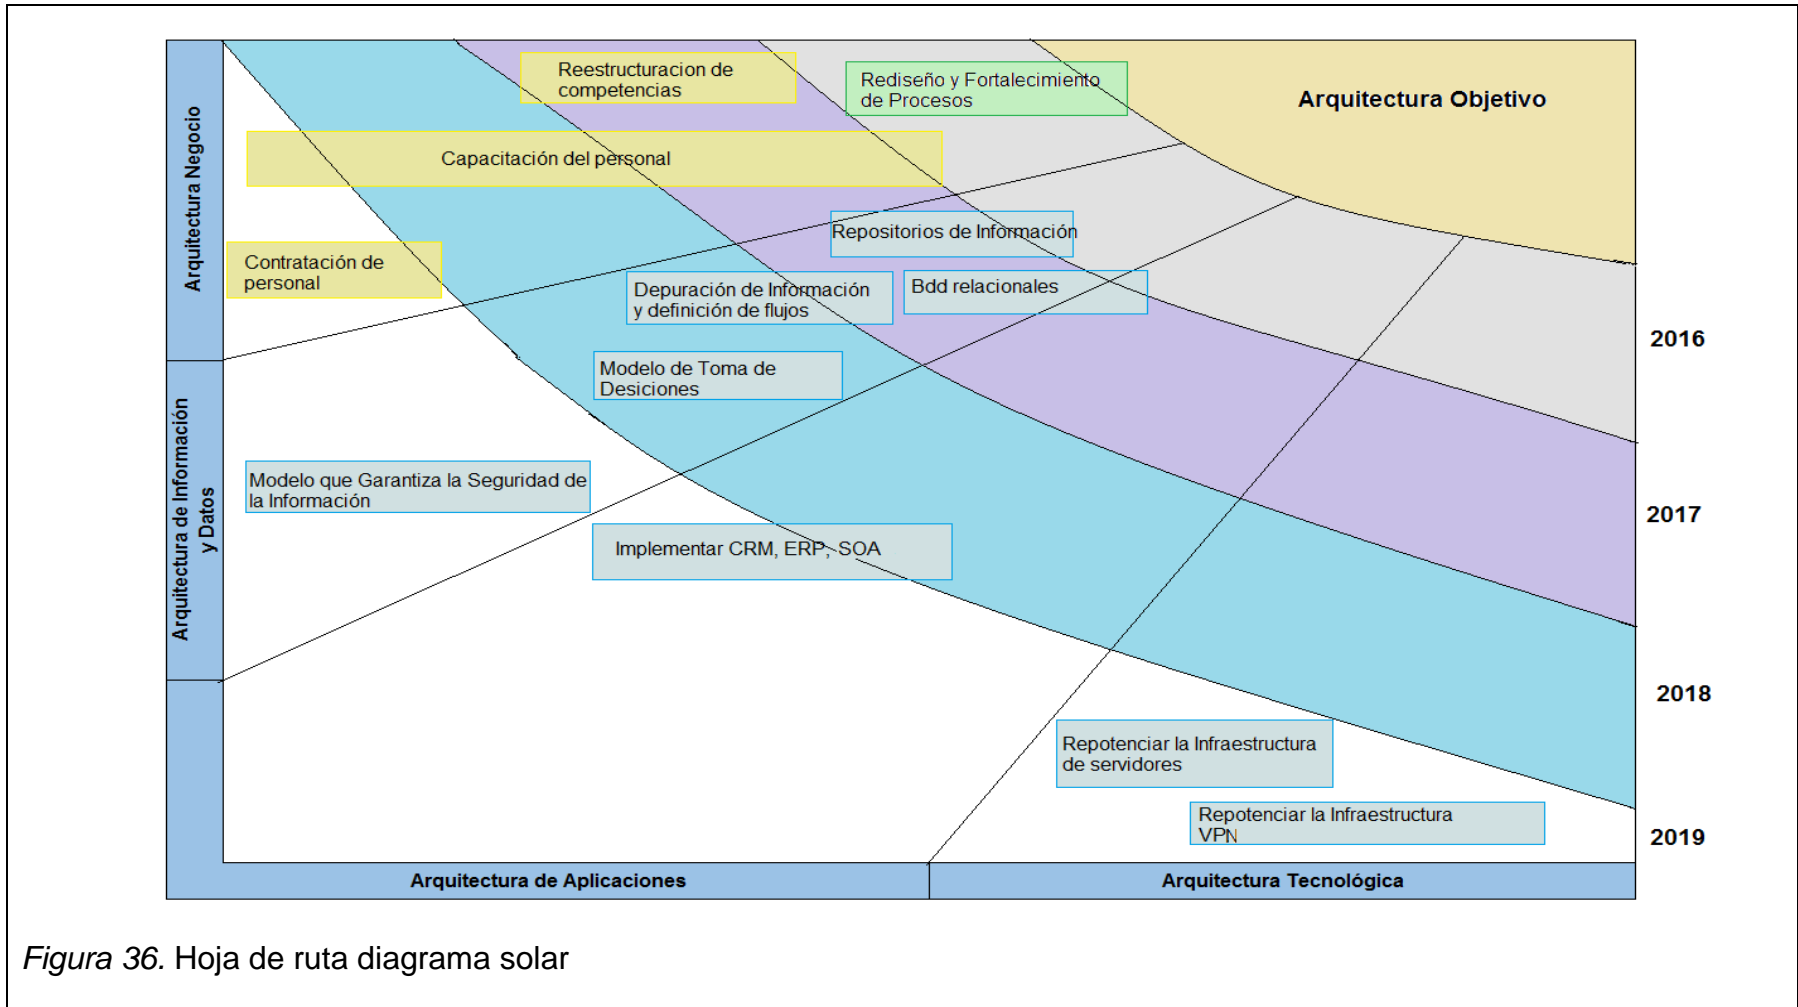 Arquitectura Negocio
Arquitectura de Información
y Datos
Reestructuracion de
competencias
Rediseño y Fortalecimiento
de Procesos
Arquitectura Objetivo
Capacitación del personal
Repositorios de Información
Contratación de
personal
Depuración de Información
y definición de flujos
Bdd relacionales
2016
Modelo de Toma de
Desiciones
Modelo que Garantiza la Seguridad de
la Información
2017
Implementar CRM, ERP, SOA
2018
Repotenciar la Infraestructura
de servidores
Repotenciar la Infraestructura
VPN
2019
Arquitectura de Aplicaciones
Arquitectura Tecnológica
Figura 36. Hoja de ruta diagrama solar